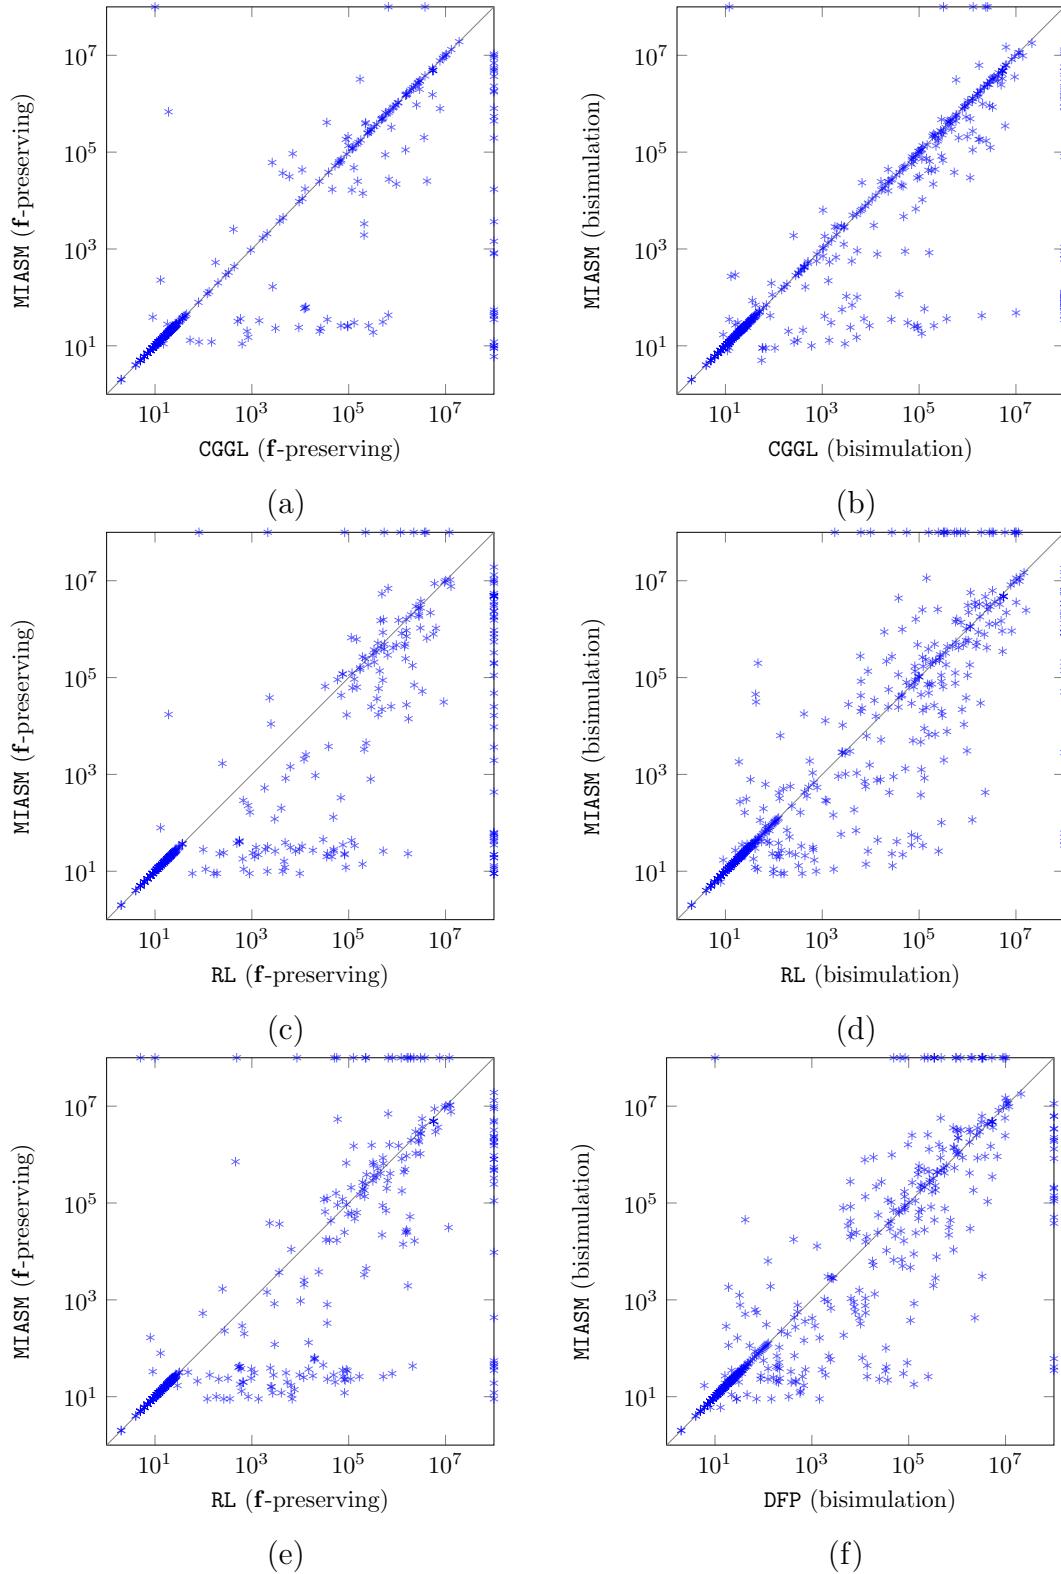 10^7
10^5
10^3
10^1
MIASM (f-preserving)
10^1 10^3 10^5 10^7
CGGL (f-preserving)
(a)
10^7
10^5
10^3
10^1
MIASM (bisimulation)
10^1 10^3 10^5 10^7
CGGL (bisimulation)
(b)
10^7
10^5
10^3
10^1
MIASM (f-preserving)
10^1 10^3 10^5 10^7
RL (f-preserving)
(c)
10^7
10^5
10^3
10^1
MIASM (bisimulation)
10^1 10^3 10^5 10^7
RL (bisimulation)
(d)
10^7
10^5
10^3
10^1
MIASM (f-preserving)
10^1 10^3 10^5 10^7
RL (f-preserving)
(e)
10^7
10^5
10^3
10^1
MIASM (bisimulation)
10^1 10^3 10^5 10^7
DFP (bisimulation)
(f)